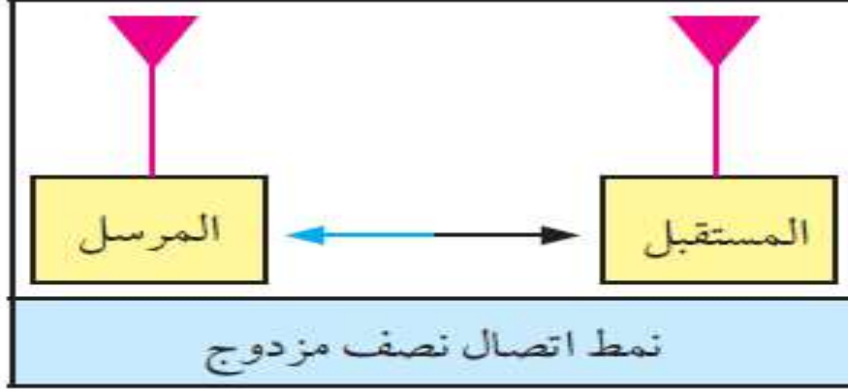 المرسل
المستقبل
نمط اتصال نصف مزدوج